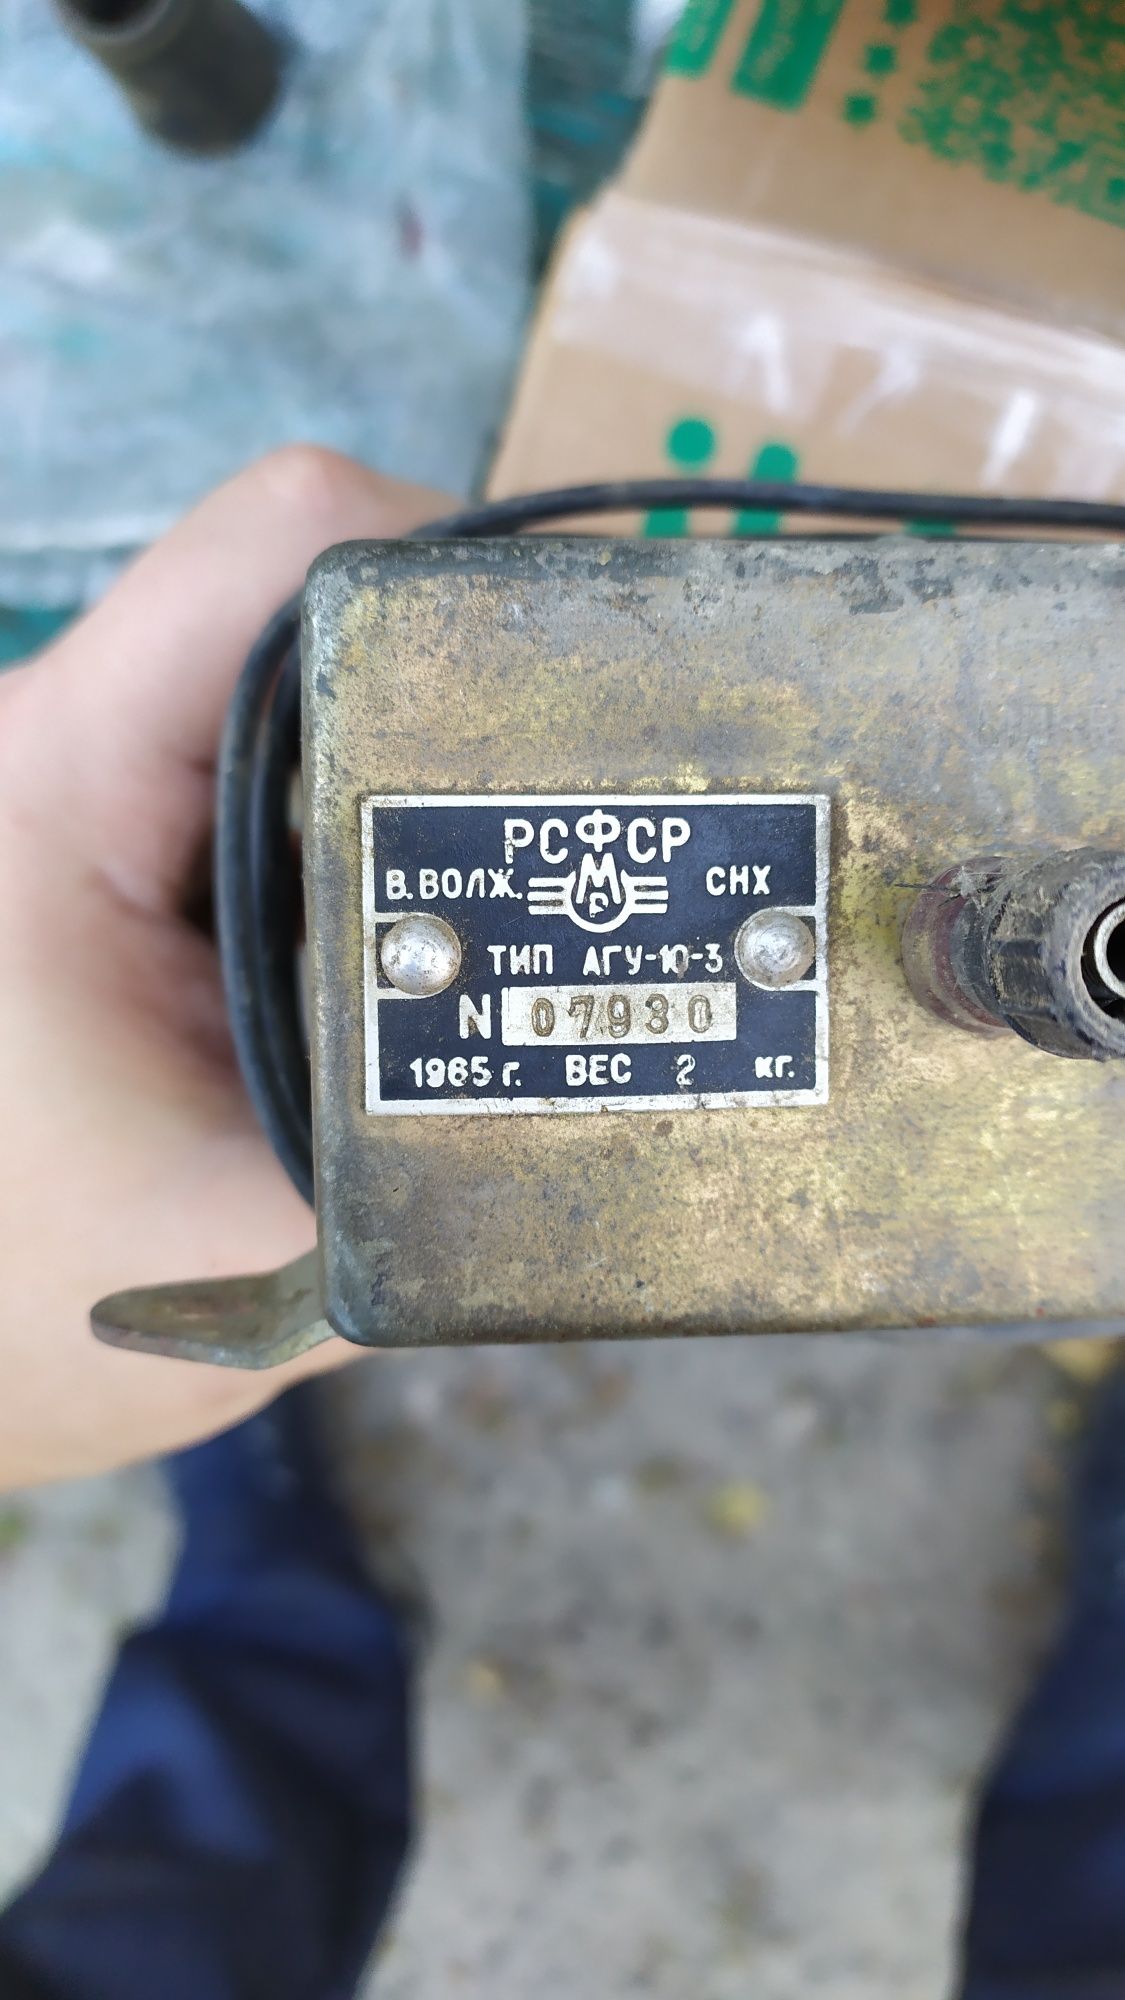 РСФСР
В.ВОЛЖ. СНХ
ТИП АГУ-10-3
N 07930
1965 г. ВЕС 2 кг.